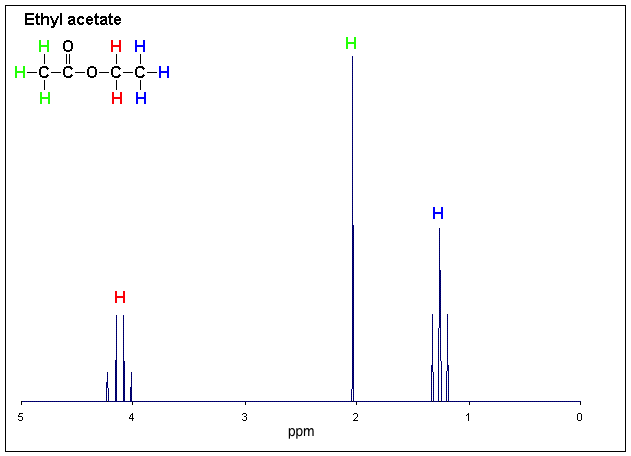 Ethyl acetate
H O H H H
H C C O C C H
H H H
H
H
H
5 4 3 2 1 0
ppm